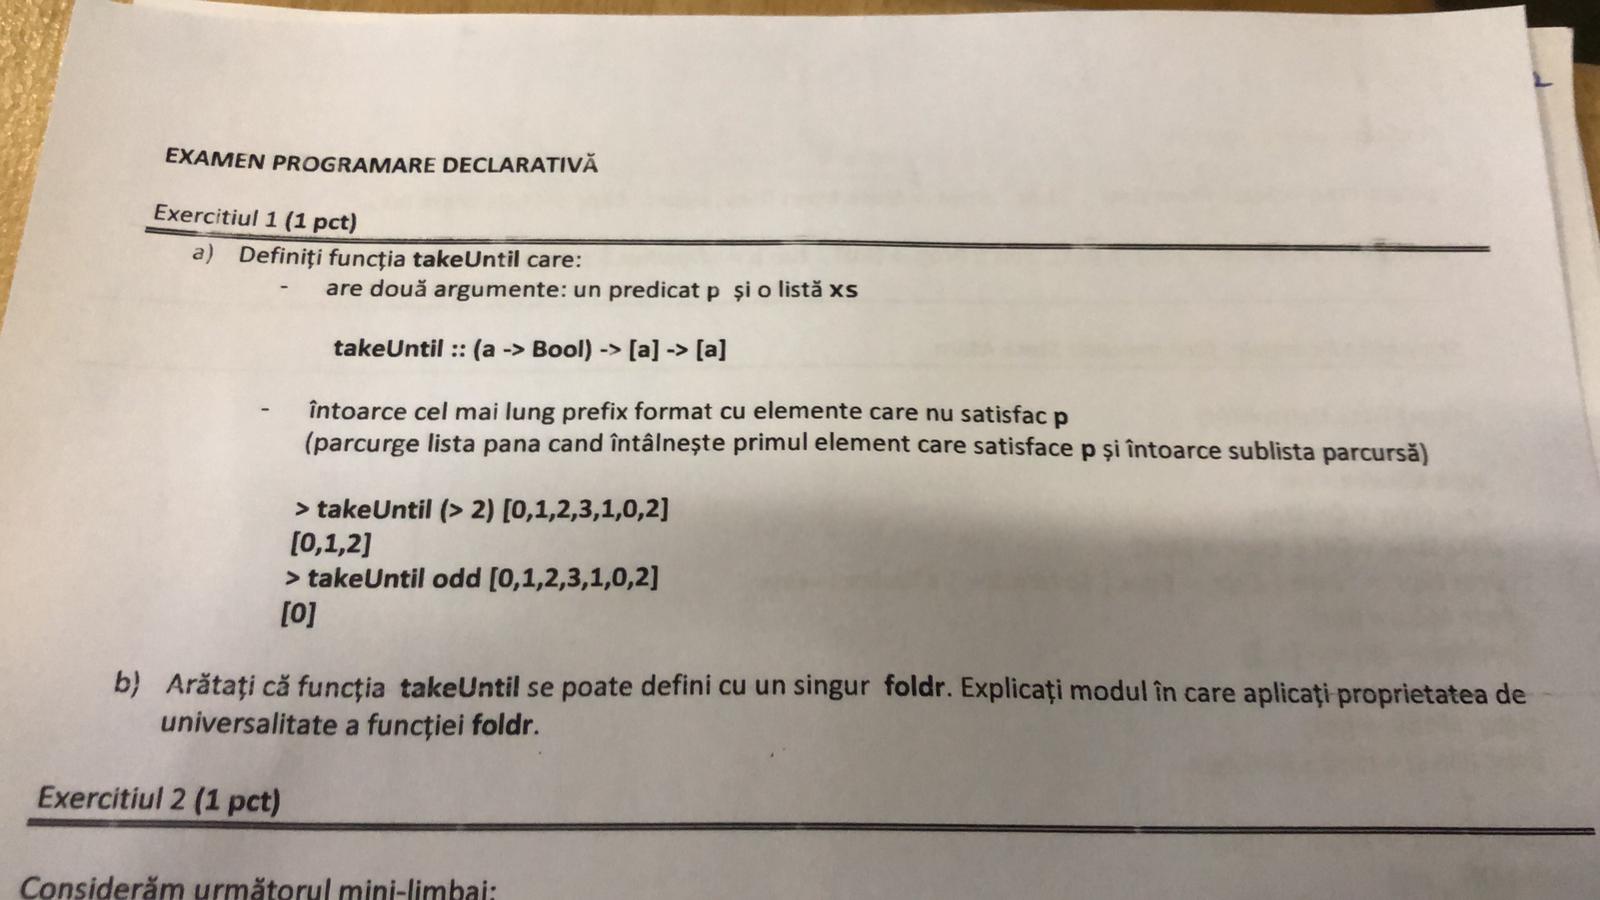 EXAMEN PROGRAMARE DECLARATIVĂ
Exercitiul 1 (1 pct)
a) Definiți funcția takeUntil care:
- are două argumente: un predicat p și o listă xs
takeUntil :: (a -> Bool) -> [a] -> [a]
- întoarce cel mai lung prefix format cu elemente care nu satisfac p
(parcurge lista pana cand întâlnește primul element care satisface p și întoarce sublista parcursă)
> takeUntil (> 2) [0,1,2,3,1,0,2]
[0,1,2]
> takeUntil odd [0,1,2,3,1,0,2]
[0]
b) Arătați că funcția takeUntil se poate defini cu un singur foldr. Explicați modul în care aplicați proprietatea de
universalitate a funcției foldr.
Exercitiul 2 (1 pct)
Considerăm următorul mini-limbaj: